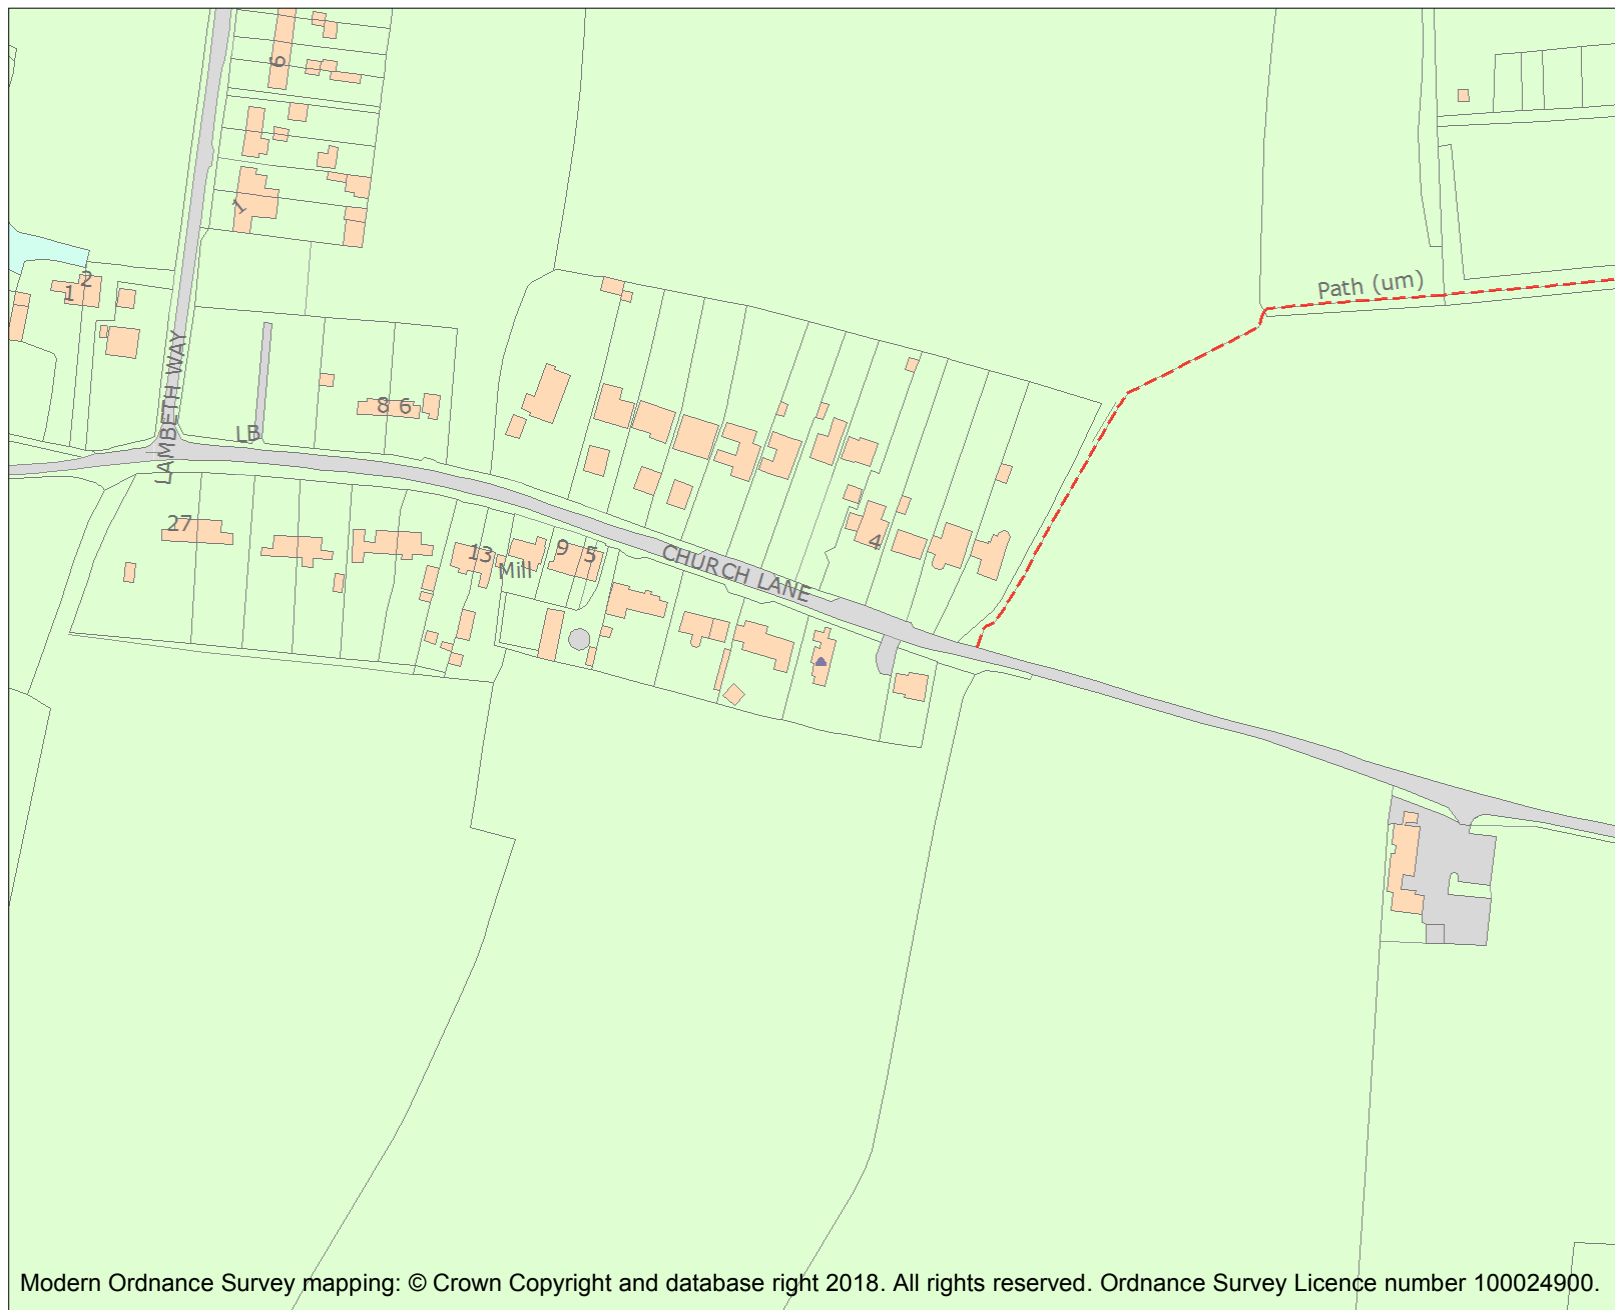 6
1
Path (um)
2
1
LAMBETH WAY
8 6
LB
27
13
Mill
9
5
4
CHURCH LANE
Modern Ordnance Survey mapping: © Crown Copyright and database right 2018. All rights reserved. Ordnance Survey Licence number 100024900.